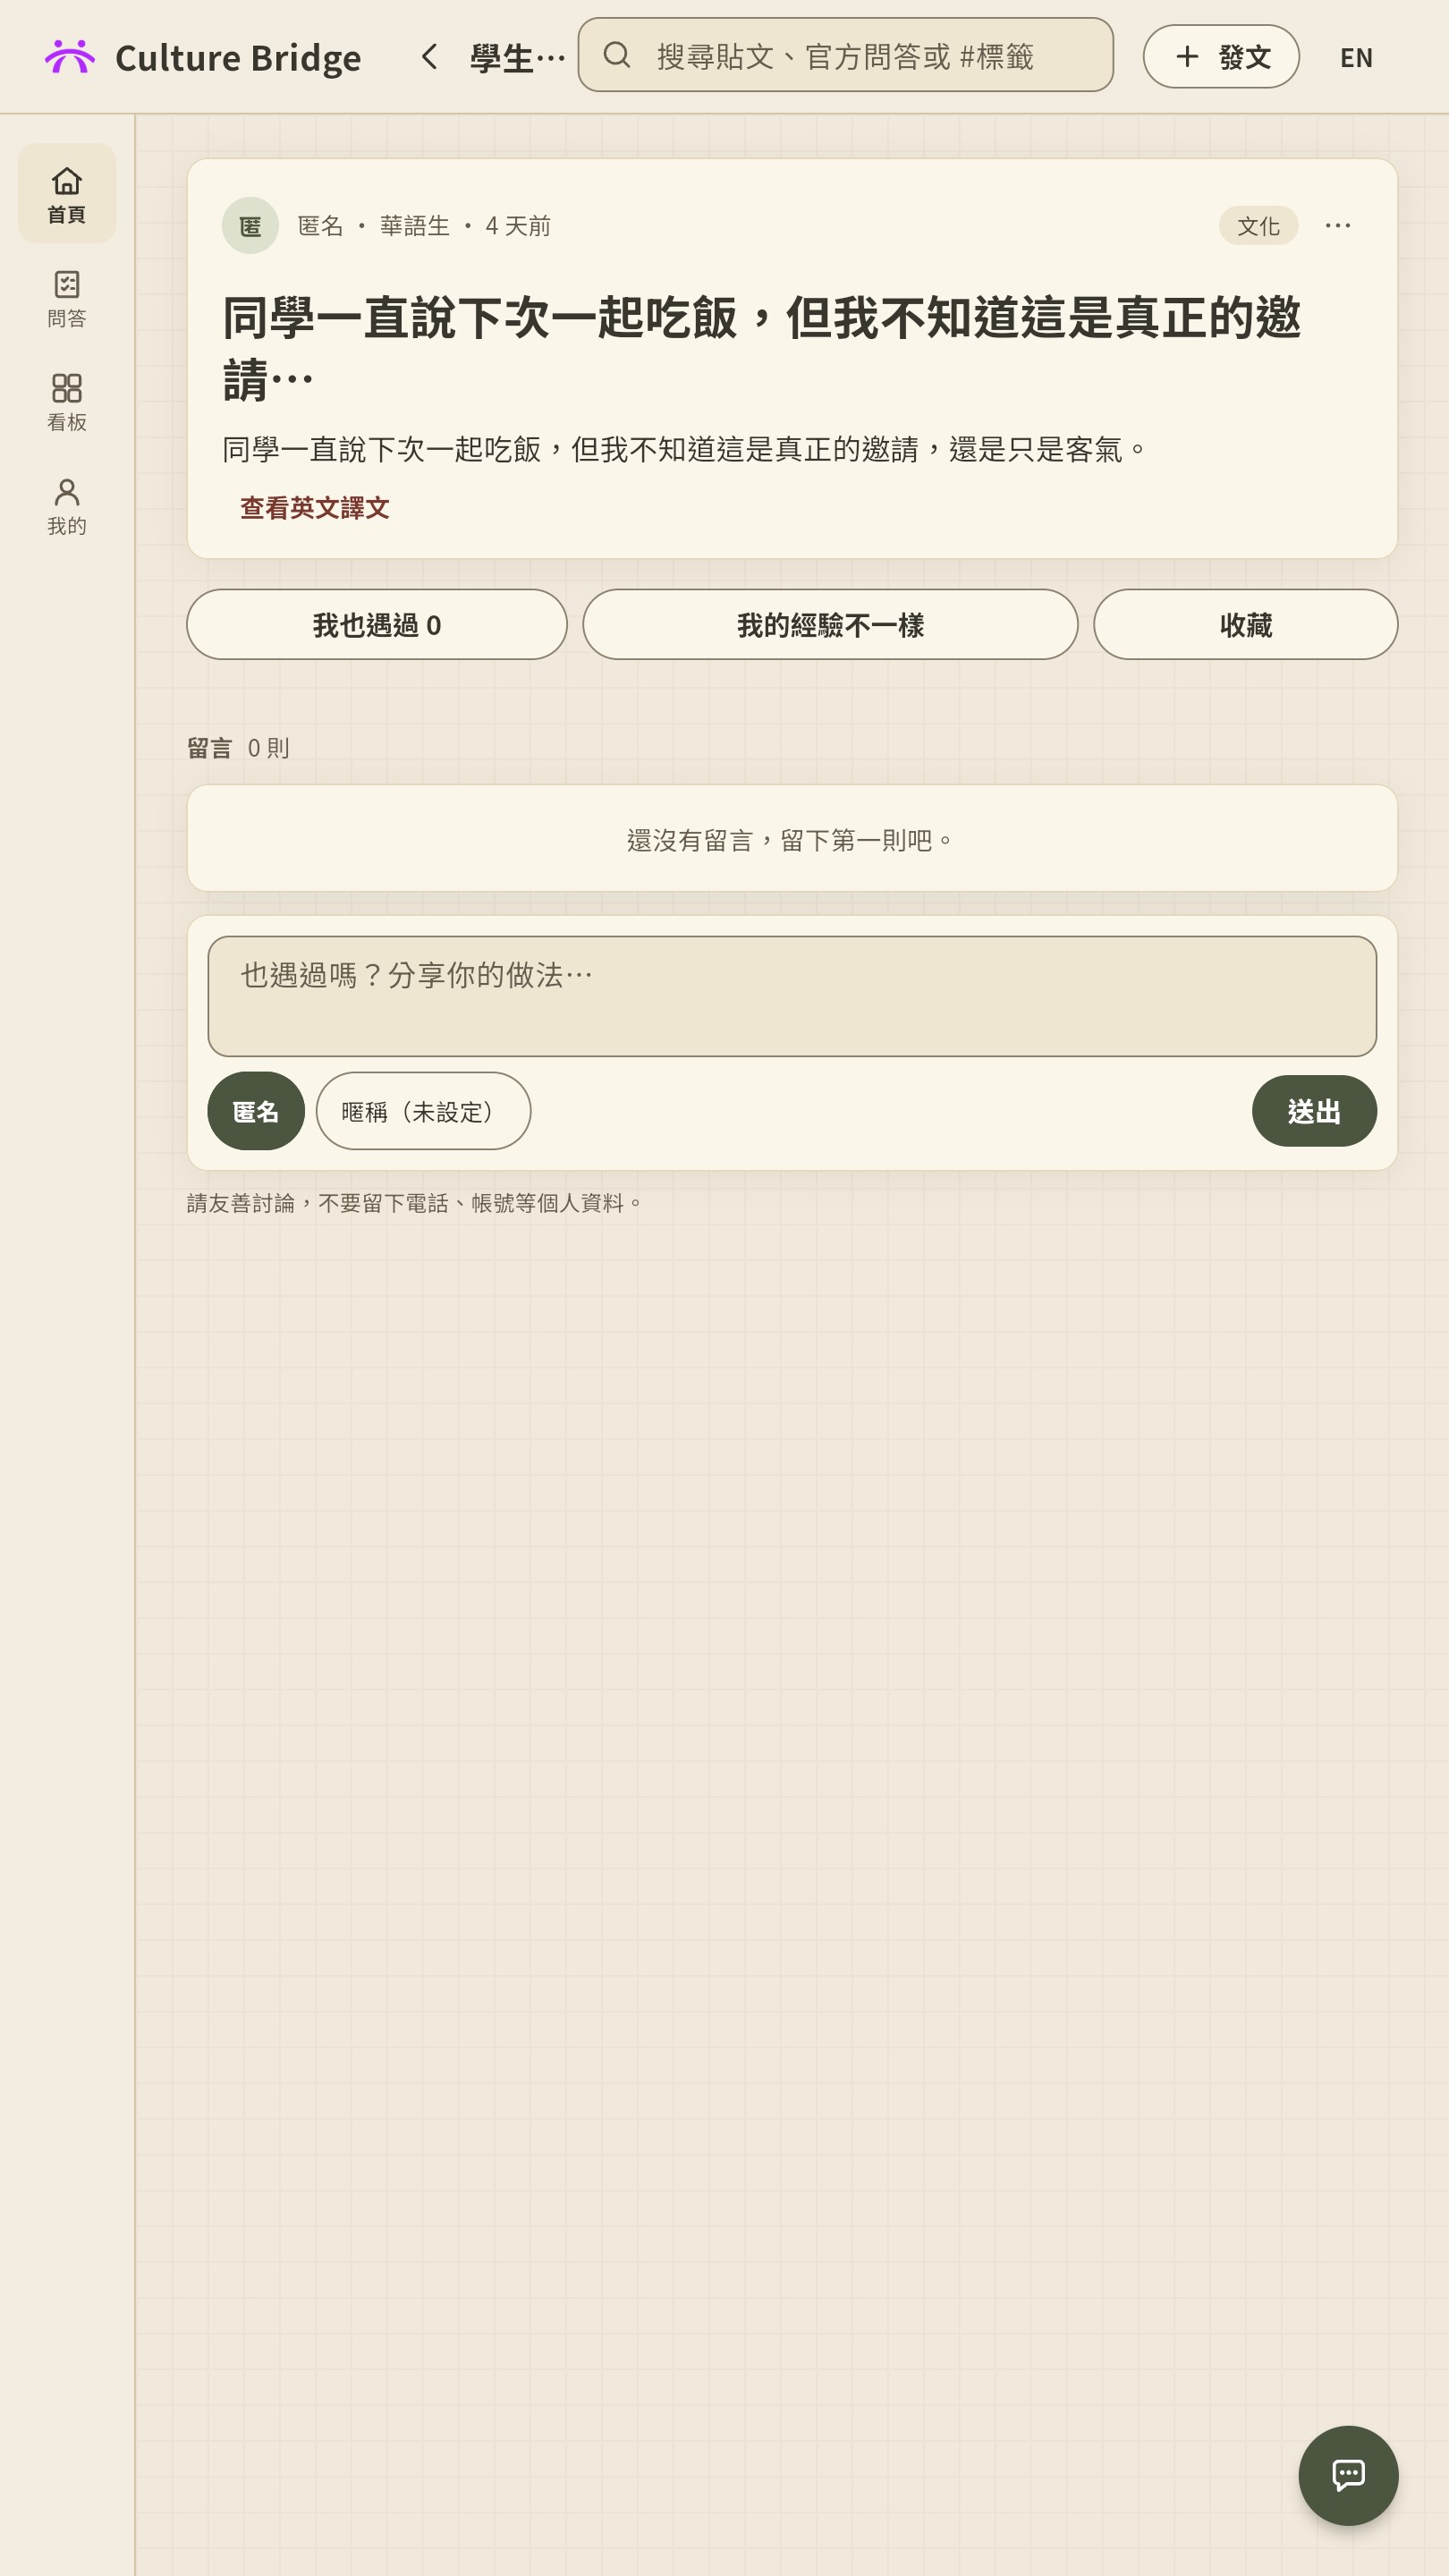 Culture Bridge
學生…
搜尋貼文、官方問答或 #標籤
發文
EN
首頁
問答
看板
我的
匿
匿名 · 華語生 · 4 天前
文化
同學一直說下次一起吃飯，但我不知道這是真正的邀
請…
同學一直說下次一起吃飯，但我不知道這是真正的邀請，還是只是客氣。
查看英文譯文
我也遇過 0
我的經驗不一樣
收藏
留言 0 則
還沒有留言，留下第一則吧。
也遇過嗎？分享你的做法…
匿名
暱稱（未設定）
送出
請友善討論，不要留下電話、帳號等個人資料。